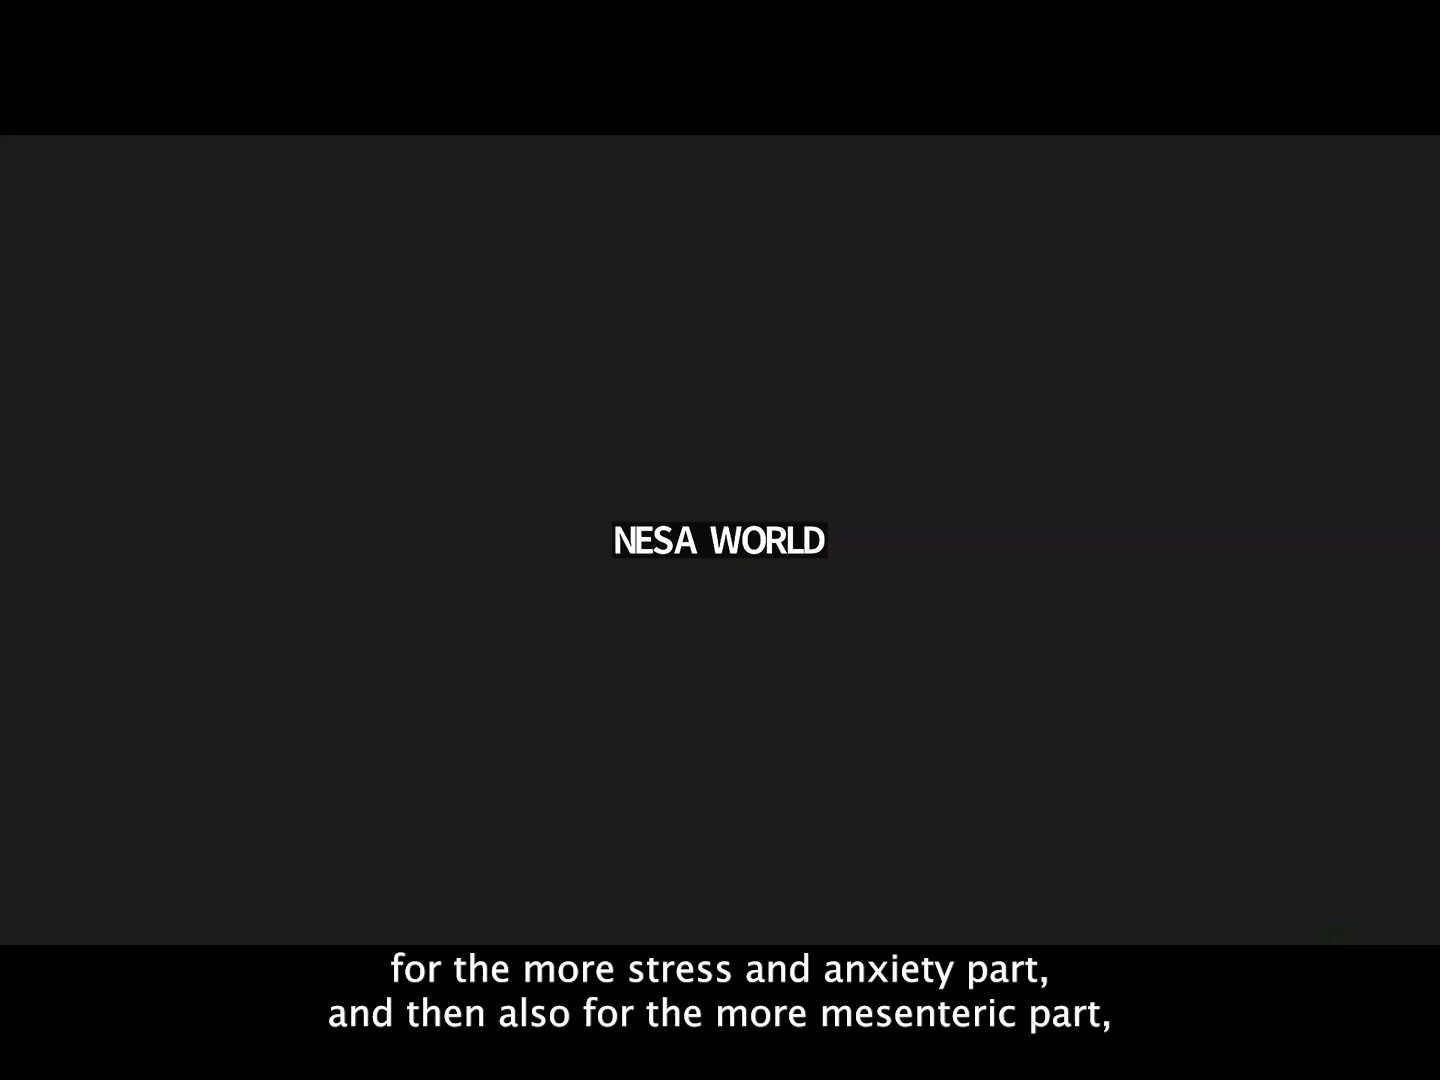 NESA WORLD
for the more stress and anxiety part,
and then also for the more mesenteric part,